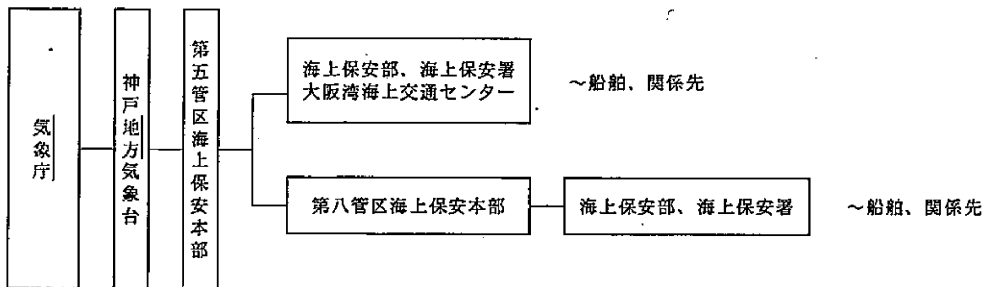 気象庁
神戸地方気象台
第五管区海上保安本部
海上保安部、海上保安署
大阪湾海上交通センター
～船舶、関係先
第八管区海上保安本部
海上保安部、海上保安署
～船舶、関係先